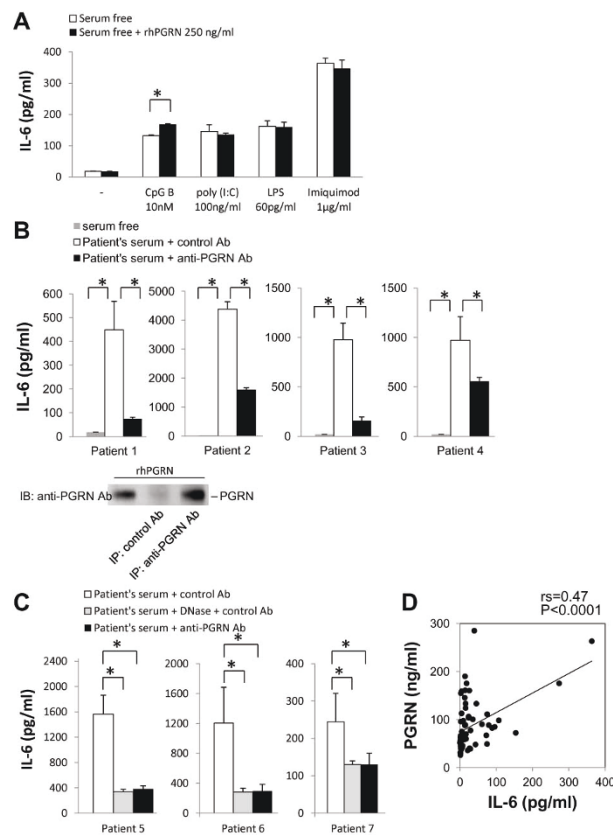 A
Serum free
Serum free + rhPGRN 250 ng/ml
IL-6 (pg/ml)
400
300
200
100
0
*
- CpG B poly (I:C) LPS Imiquimod
10nM 100ng/ml 60pg/ml 1μg/ml
B
serum free
Patient's serum + control Ab
Patient's serum + anti-PGRN Ab
IL-6 (pg/ml)
600
500
400
300
200
100
0
* *
Patient 1
5000
4000
3000
2000
1000
0
* *
Patient 2
1500
1000
500
0
* *
Patient 3
1500
1000
500
0
* *
Patient 4
rhPGRN
IB: anti-PGRN Ab
PGRN
IP: control Ab
IP: anti-PGRN Ab
C
Patient's serum + control Ab
Patient's serum + DNase + control Ab
Patient's serum + anti-PGRN Ab
IL-6 (pg/ml)
2400
2000
1600
1200
800
400
0
*
*
Patient 5
2000
1600
1200
800
400
0
*
*
Patient 6
400
300
200
100
0
*
*
Patient 7
D
rs=0.47
P<0.0001
PGRN (ng/ml)
300
200
100
0
0 100 200 300 400
IL-6 (pg/ml)